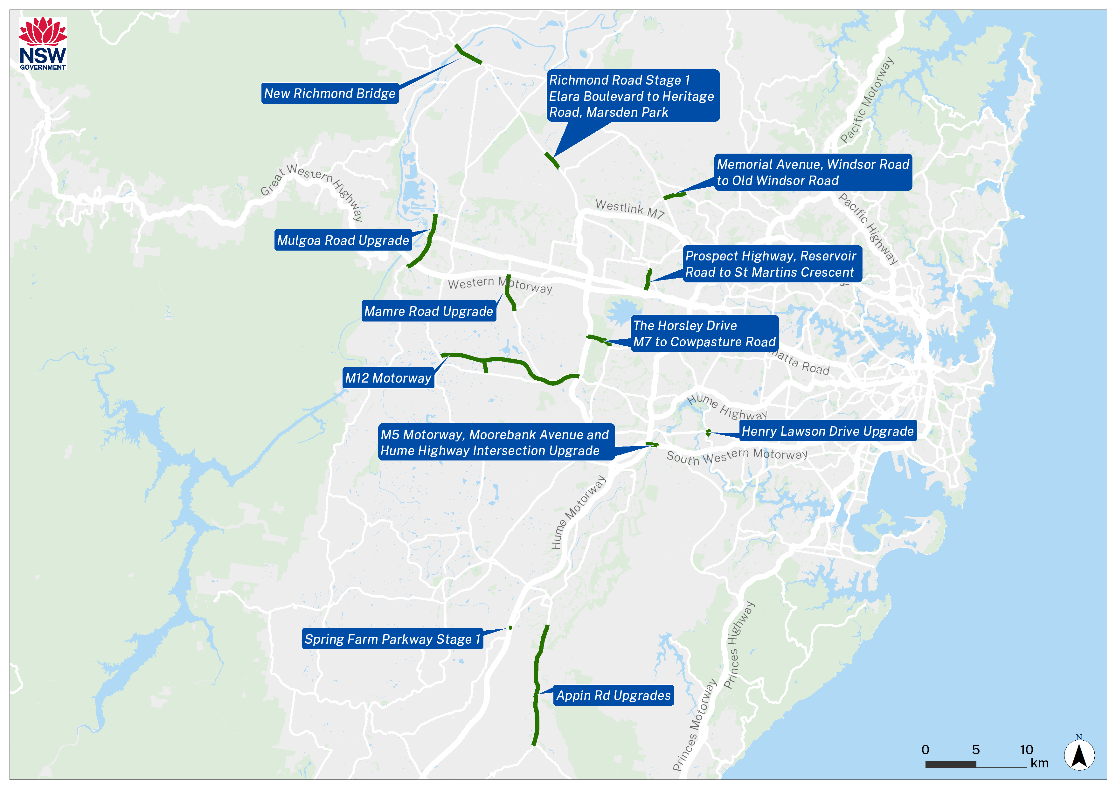 NSW
GOVERNMENT
New Richmond Bridge
Richmond Road Stage 1
Elara Boulevard to Heritage
Road, Marsden Park
Pacific Motorway
Memorial Avenue, Windsor Road
to Old Windsor Road
Great Western Highway
Westlink M7
Pacific Highway
Mulgoa Road Upgrade
Prospect Highway, Reservoir
Road to St Martins Crescent
Western Motorway
Mamre Road Upgrade
The Horsley Drive
M7 to Cowpasture Road
atta Road
M12 Motorway
Hume Highway
M5 Motorway, Moorebank Avenue and
Hume Highway Intersection Upgrade
Henry Lawson Drive Upgrade
South Western Motorway
Hume Motorway
Spring Farm Parkway Stage 1
Princes Highway
Appin Rd Upgrades
Princes Motorway
N
0 5 10
km